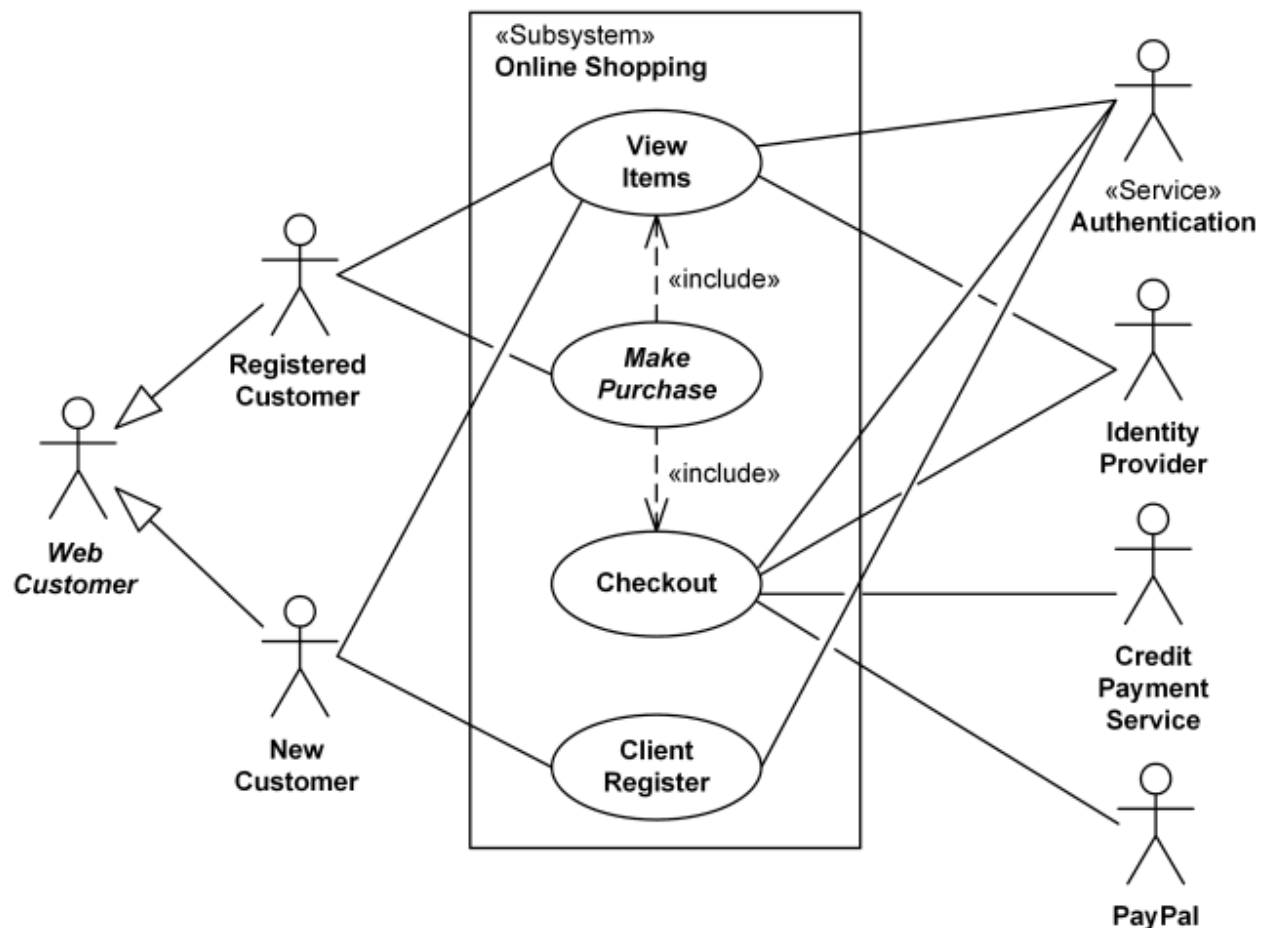 «Subsystem»
Online Shopping
View
Items
«include»
Make
Purchase
«include»
Checkout
Client
Register
Registered
Customer
Web
Customer
New
Customer
«Service»
Authentication
Identity
Provider
Credit
Payment
Service
PayPal